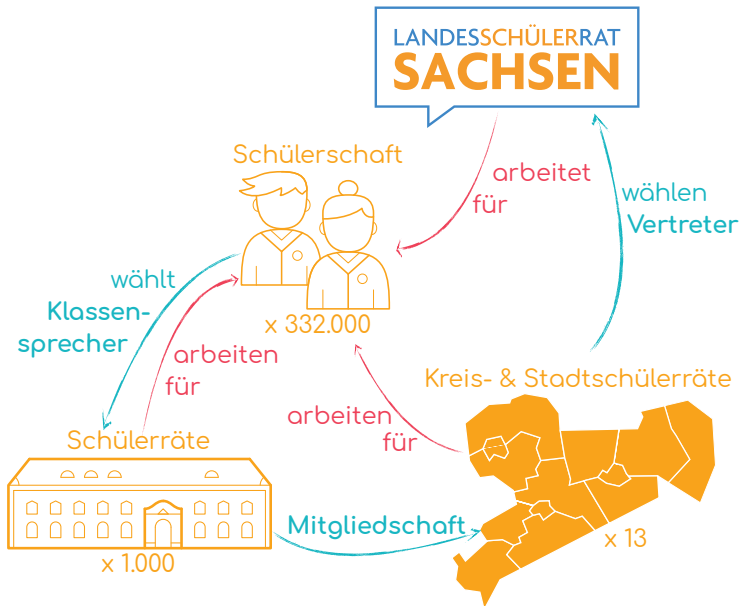 LANDESSCHÜLERRAT
SACHSEN
Schülerschaft
x 332.000
arbeitet
für
wählen
Vertreter
wählt
Klassen-
sprecher
arbeiten
für
arbeiten
für
Kreis- & Stadtschülerräte
x 13
Schülerräte
x 1.000
Mitgliedschaft